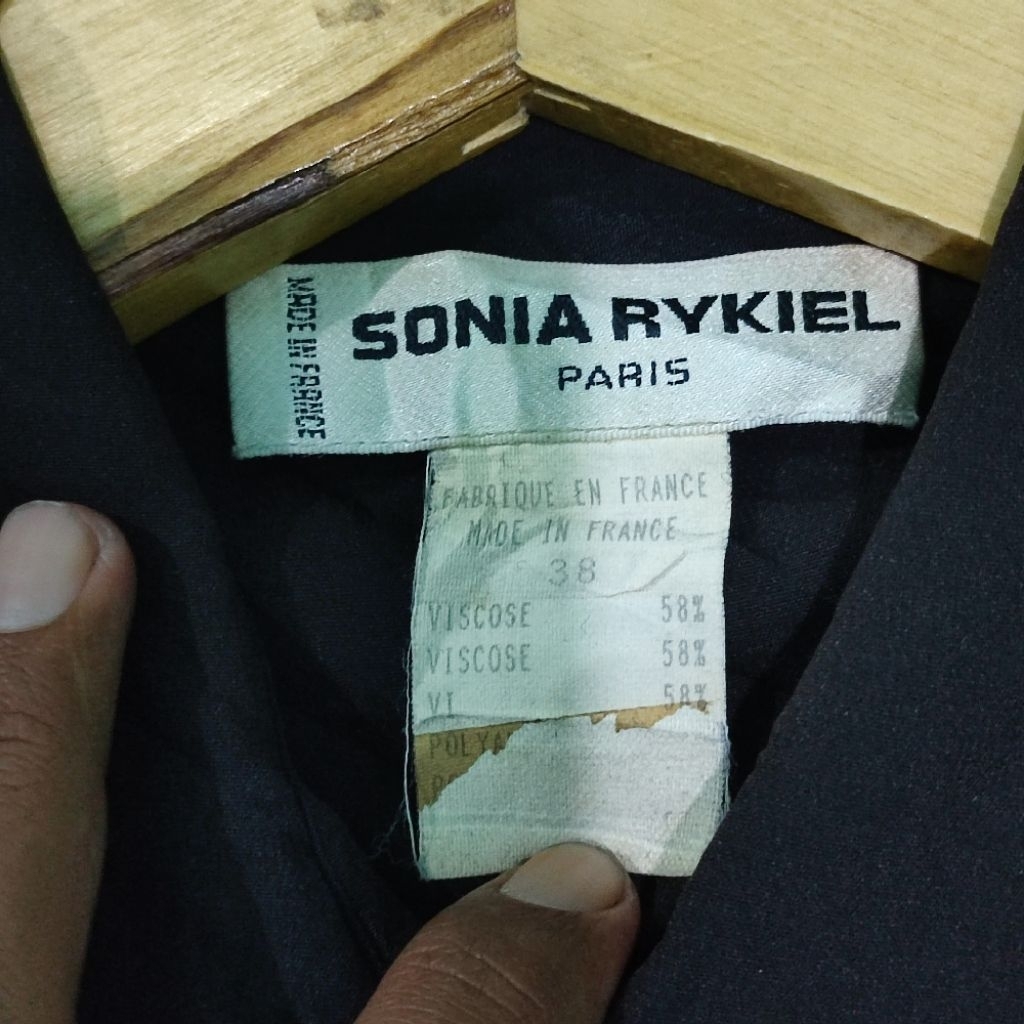 MADE IN FRANCE
SONIA RYKIEL
PARIS
FABRIQUE EN FRANCE
MADE IN FRANCE
38
VISCOSE 58%
VISCOSE 58%
VI 58%
POLYA